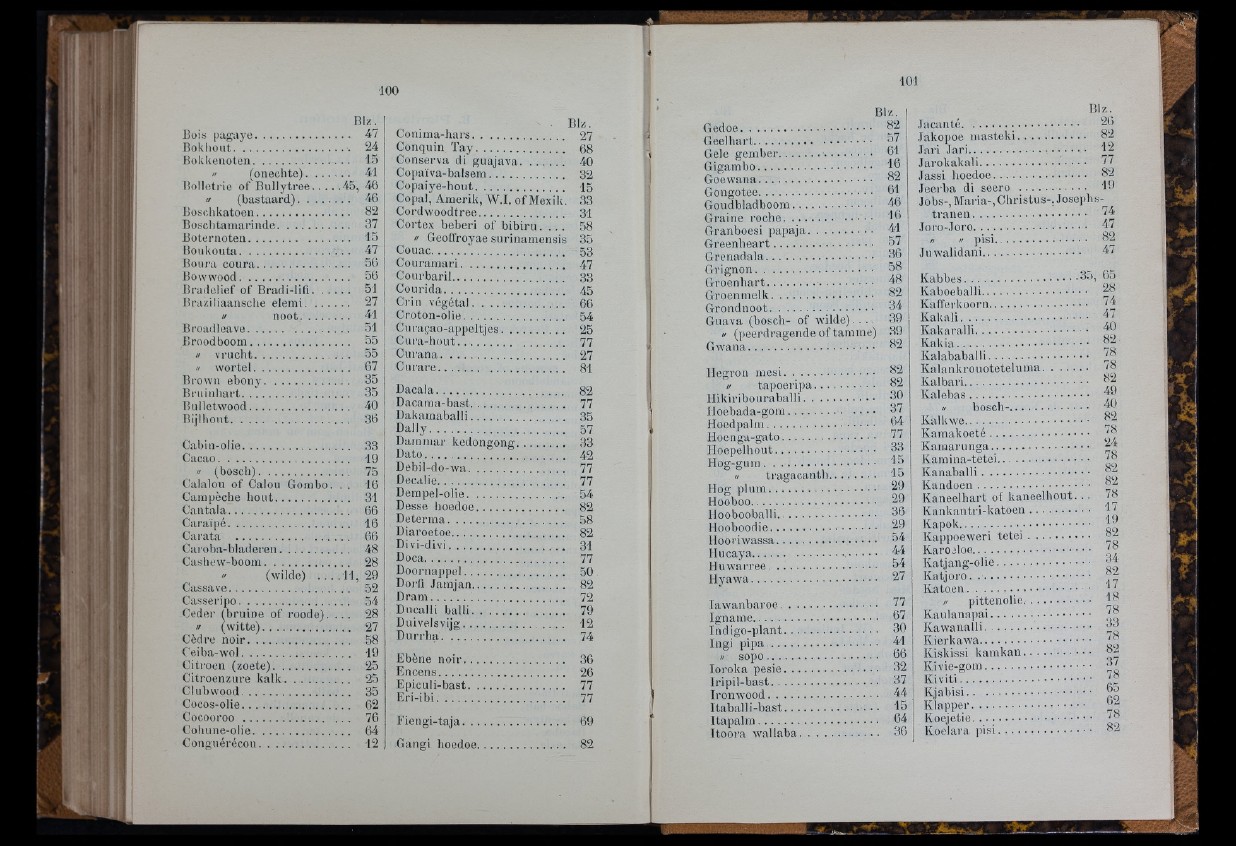 100
Blz.
Bois pagaye. 47
Bokhout. 24
Bokkenoten. 15
〃 (onechte). 41
Bolletrie of Bullytree. 45, 46
〃 (bastaard). 46
Boschkatoen. 82
Boschtamarinde. 37
Boternoten. 15
Boukouta. 47
Boura coura. 56
Bowwood. 56
Bradelief of Bradi-lifi. 51
Braziliaansche elemi. 27
〃 noot. 41
Broadleave. 51
Broodboom. 55
〃 vrucht. 55
〃 wortel. 67
Brown ebony. 35
Bruinhart. 35
Bulletwood. 40
Bijlhout. 36
Cabin-olie. 33
Cacao. 19
〃 (bosch). 75
Calalou of Calou Gombo. 16
Campèche hout. 31
Cantala. 66
Caraipé. 16
Carata 66
Caroba-bladeren. 48
Cashew-boom. 28
〃 (wilde) 11, 29
Cassave. 52
Casseripo. 54
Ceder (bruine of roode). 28
〃 (witte). 27
Cèdre noir. 58
Ceiba-wol. 19
Citroen (zoete). 25
Citroenzure kalk. 25
Clubwood 35
Cocos-olie. 62
Cocooroo 76
Cohune-olie. 64
Conguérécou. 12
Blz.
Conima-hars. 27
Conquin Tay. 68
Conserva di guajava. 40
Copaïva-balsem. 32
Copaiye-hout. 15
Copal, Amerik, W.I. of Mexik. 33
Cordwoodtree. 31
Cortex beberi of bibiru. 58
〃 Geoffroyae surinamensis 35
Couac. 53
Couramari. 47
Courbaril. 33
Courida. 45
Crin végétal. 66
Croton-olie. 54
Curaçao-appeltjes. 25
Cura-hout. 77
Curana. 27
Curare. 81
Dacala. 82
Dacama-bast. 77
Dakamaballi. 35
Dally. 57
Dammar kedongong. 33
Dato. 42
Debil-do-wa. 77
Decalie. 77
Dempel-olie. 54
Desse hoedoe. 82
Determa. 58
Diaroetoe. 82
Divi-divi. 31
Doca. 77
Doornappel. 50
Dorfi Jamjan. 82
Dram. 72
Ducalli balli. 79
Duivelsvijg. 12
Durrha. 74
Ebène noir. 36
Encens. 26
Epiculi-bast. 77
Eri-ibi. 77
Fiengi-taja. 69
Gangi hoedoe. 82
101
Blz.
Gedoe. 82
Geelhart. 57
Gele gember. 61
Gigambo. 16
Goewana. 82
Gongotee. 61
Goudbladboom. 46
Graine roche. 16
Granboesi papaja. 41
Greenheart. 57
Grenadala. 36
Grignon. 58
Groenhart. 48
Groenmelk. 82
Grondnoot. 34
Guava (bosch- of wilde) 39
〃 (peerdragende of tamme) 39
Gwana. 82
Hegron mesi. 82
〃 tapoeripa. 82
Hikiribouraballi. 30
Hoebada-gom. 37
Hoedpalm. 64
Hoenga-gato. 77
Hoepelhout. 33
Hog-gum. 15
〃 tragacanth. 15
Hog plum. 29
Hooboo. 29
Hoobooballi. 36
Hooboodie. 29
Hooriwassa. 54
Hucaya. 44
Huwarree 54
Hyawa. 27
Iawanbaroe. 77
Igname. 67
Indigo-plant. 30
Ingi pipa 41
〃 sopo. 66
Ioroka pesie. 32
Iripil-bast. 37
Ironwood. 44
Itaballi-bast. 15
Itapalm. 64
Itoora wallaba. 36
Blz.
Jacanté. 26
Jakopoe masteki. 82
Jari Jari. 12
Jarokakali. 77
Jassi hoedoe. 82
Jeerba di seero 19
Jobs-, Maria-, Christus-, Josephs-
tranen. 74
Joro-Joro. 47
〃 〃 pisi. 82
Juwalidani. 47
Kabbes. 35, 65
Kaboeballi. 28
Kafferkoorn. 74
Kakali. 47
Kakaralli. 40
Kakia. 82
Kalababalli. 78
Kalankrouoteteluma. 78
Kalbari. 82
Kalebas. 49
〃 bosch-. 40
Kalkwe. 82
Kamakoeté. 78
Kamarunga. 24
Kamina-tetei. 78
Kanaballi. 82
Kandoen. 82
Kaneelhart of kaneelhout. 78
Kankantri-katoen. 17
Kapok. 19
Kappoeweri tetei. 82
Karoeloe. 78
Katjang-olie. 34
Katjoro. 82
Katoen. 17
〃 pittenolie. 18
Kaulanapai. 78
Kawanalli. 33
Kierkawa. 78
Kiskissi kamkan. 82
Kivie-gom. 37
Kiviti. 78
Kjabisi. 65
Klapper. 62
Koejetie. 78
Koelara pisi. 82